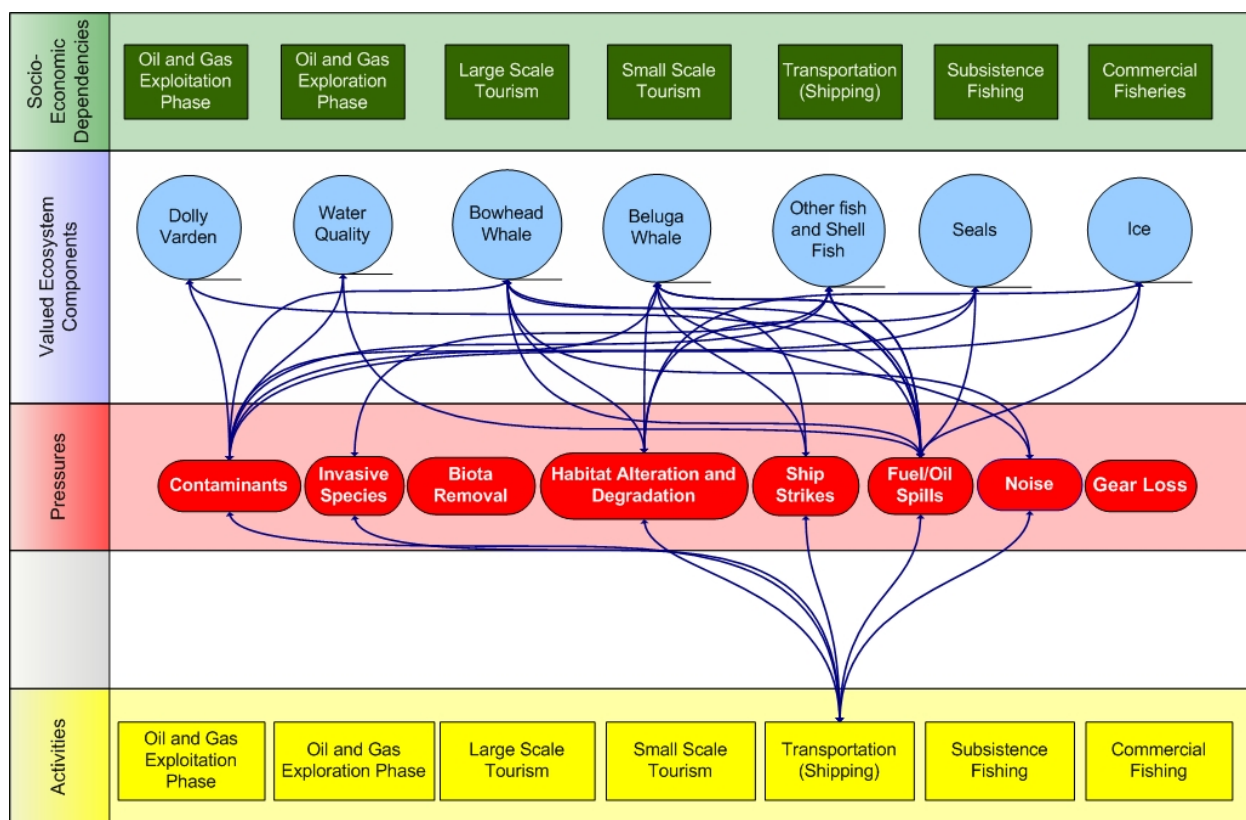 Socio-
Economic
Dependencies
Oil and Gas
Exploitation
Phase
Oil and Gas
Exploration
Phase
Large Scale
Tourism
Small Scale
Tourism
Transportation
(Shipping)
Subsistence
Fishing
Commercial
Fisheries
Valued Ecosystem
Components
Dolly
Varden
Water
Quality
Bowhead
Whale
Beluga
Whale
Other fish
and Shell
Fish
Seals
Ice
Pressures
Contaminants
Invasive
Species
Biota
Removal
Habitat Alteration and
Degradation
Ship
Strikes
Fuel/Oil
Spills
Noise
Gear Loss
Activities
Oil and Gas
Exploitation
Phase
Oil and Gas
Exploration Phase
Large Scale
Tourism
Small Scale
Tourism
Transportation
(Shipping)
Subsistence
Fishing
Commercial
Fishing